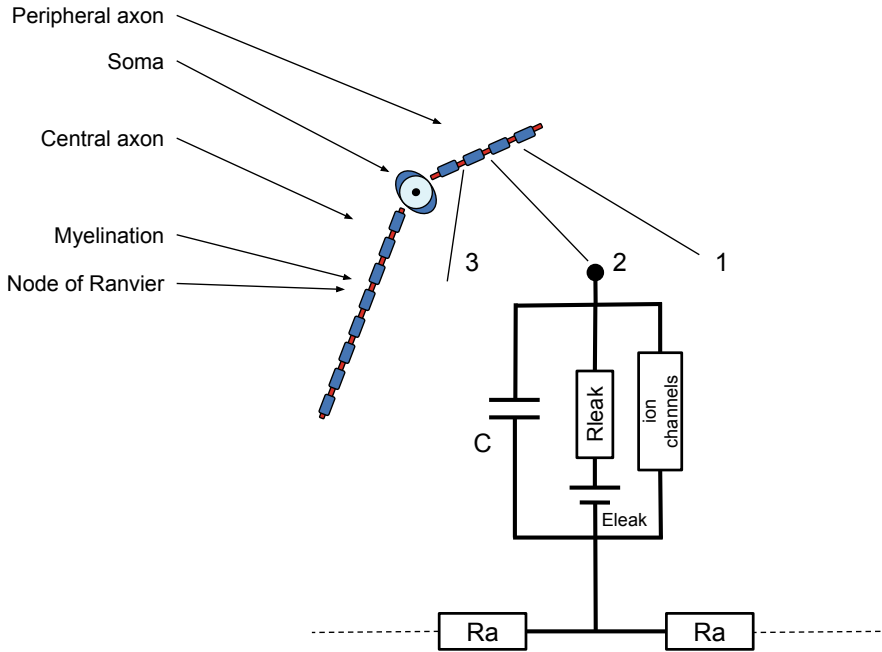 Peripheral axon
Soma
Central axon
Myelination
Node of Ranvier
3
2
1
C
Rleak
ion
channels
Eleak
Ra
Ra